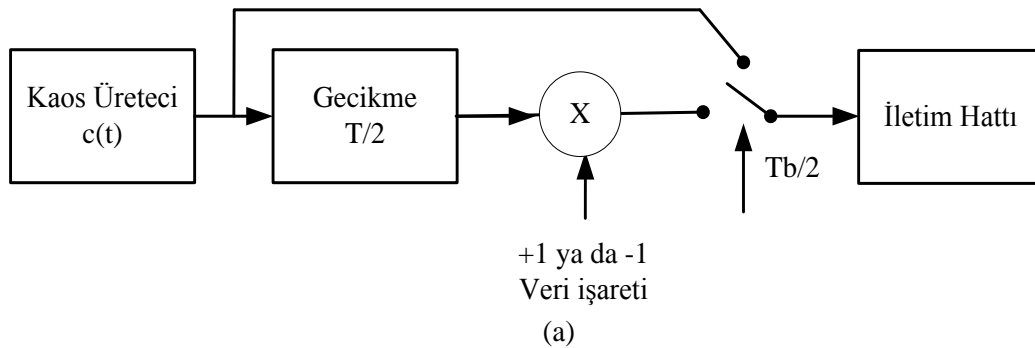 Kaos Üreteci
c(t)
Gecikme
T/2
X
Tb/2
İletim Hattı
+1 ya da -1
Veri işareti
(a)